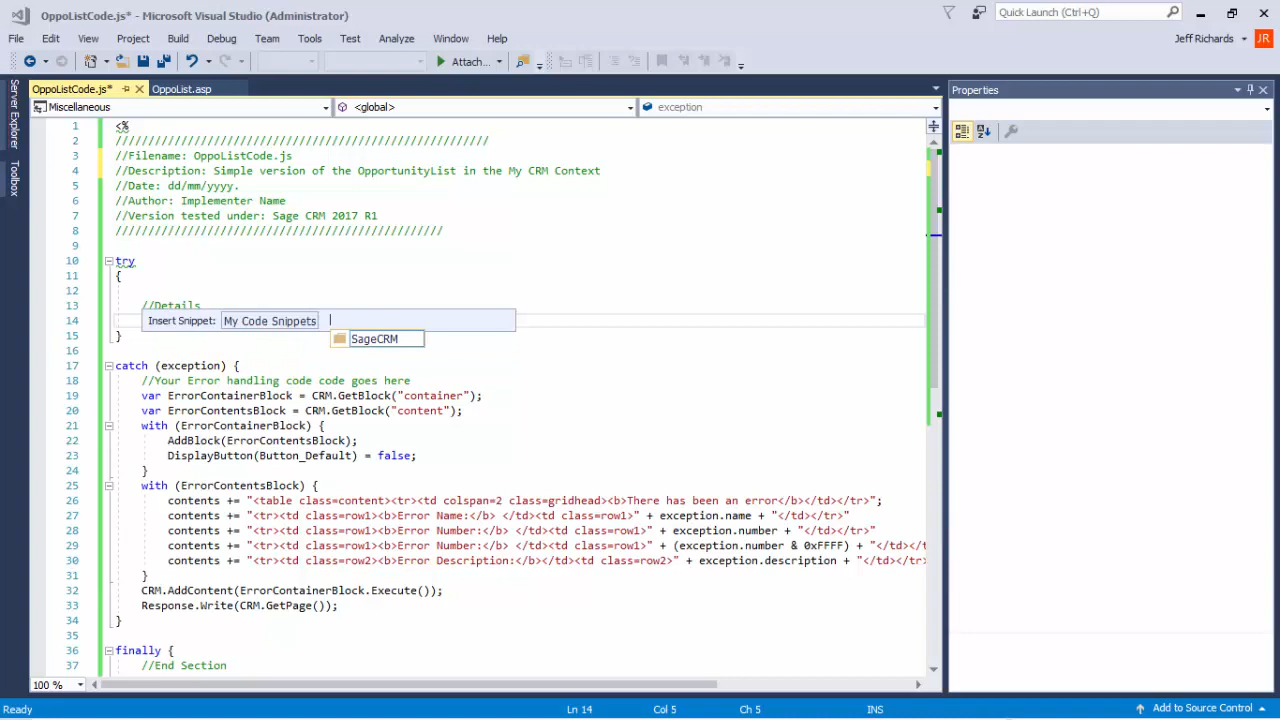 OppoListCode.js* - Microsoft Visual Studio (Administrator)
Quick Launch (Ctrl+Q)
File Edit View Project Build Debug Team Tools Test Analyze Window Help
Jeff Richards JR
Attach...
OppoListCode.js* OppoList.asp
Properties
Miscellaneous <global> exception
Server Explorer
Toolbox
1 <%
2 /////////////////////////////////////////////////////////
3 //Filename: OppoListCode.js
4 //Description: Simple version of the OpportunityList in the My CRM Context
5 //Date: dd/mm/yyyy.
6 //Author: Implementer Name
7 //Version tested under: Sage CRM 2017 R1
8 //////////////////////////////////////////////////
9
10 try
11 {
12
13 //Details
14 Insert Snippet: My Code Snippets
SageCRM
15 }
16
17 catch (exception) {
18 //Your Error handling code code goes here
19 var ErrorContainerBlock = CRM.GetBlock("container");
20 var ErrorContentsBlock = CRM.GetBlock("content");
21 with (ErrorContainerBlock) {
22 AddBlock(ErrorContentsBlock);
23 DisplayButton(Button_Default) = false;
24 }
25 with (ErrorContentsBlock) {
26 contents += "<table class=content><tr><td colspan=2 class=gridhead><b>There has been an error</b></td></tr>";
27 contents += "<tr><td class=row1><b>Error Name:</b> </td><td class=row1>" + exception.name + "</td></tr>"
28 contents += "<tr><td class=row1><b>Error Number:</b> </td><td class=row1>" + exception.number + "</td></tr>"
29 contents += "<tr><td class=row1><b>Error Number:</b> </td><td class=row1>" + (exception.number & 0xFFFF) + "</td></tr
30 contents += "<tr><td class=row2><b>Error Description:</b></td><td class=row2>" + exception.description + "</td></tr>
31 }
32 CRM.AddContent(ErrorContainerBlock.Execute());
33 Response.Write(CRM.GetPage());
34 }
35
36 finally {
37 //End Section
100 %
Ready Ln 14 Col 5 Ch 5 INS Add to Source Control